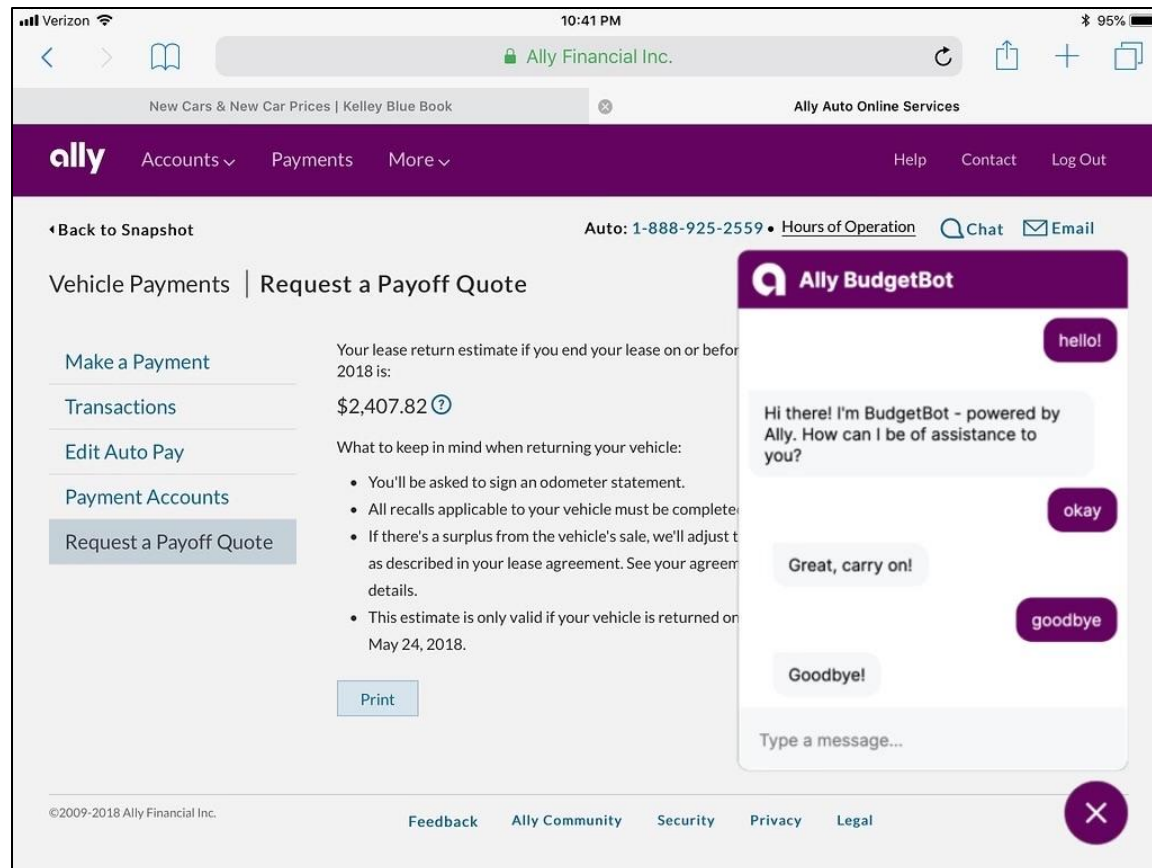 Verizon 10:41 PM 95%
Ally Financial Inc.
New Cars & New Car Prices | Kelley Blue Book Ally Auto Online Services
ally Accounts Payments More Help Contact Log Out
Back to Snapshot Auto: 1-888-925-2559 • Hours of Operation Chat Email
Vehicle Payments | Request a Payoff Quote
Make a Payment
Transactions
Edit Auto Pay
Payment Accounts
Request a Payoff Quote
Your lease return estimate if you end your lease on or befor
2018 is:
$2,407.82 ?
What to keep in mind when returning your vehicle:
• You'll be asked to sign an odometer statement.
• All recalls applicable to your vehicle must be complete
• If there's a surplus from the vehicle's sale, we'll adjust t
as described in your lease agreement. See your agreem
details.
• This estimate is only valid if your vehicle is returned on
May 24, 2018.
Print
Ally BudgetBot
hello!
Hi there! I'm BudgetBot - powered by
Ally. How can I be of assistance to
you?
okay
Great, carry on!
goodbye
Goodbye!
Type a message...
©2009-2018 Ally Financial Inc. Feedback Ally Community Security Privacy Legal